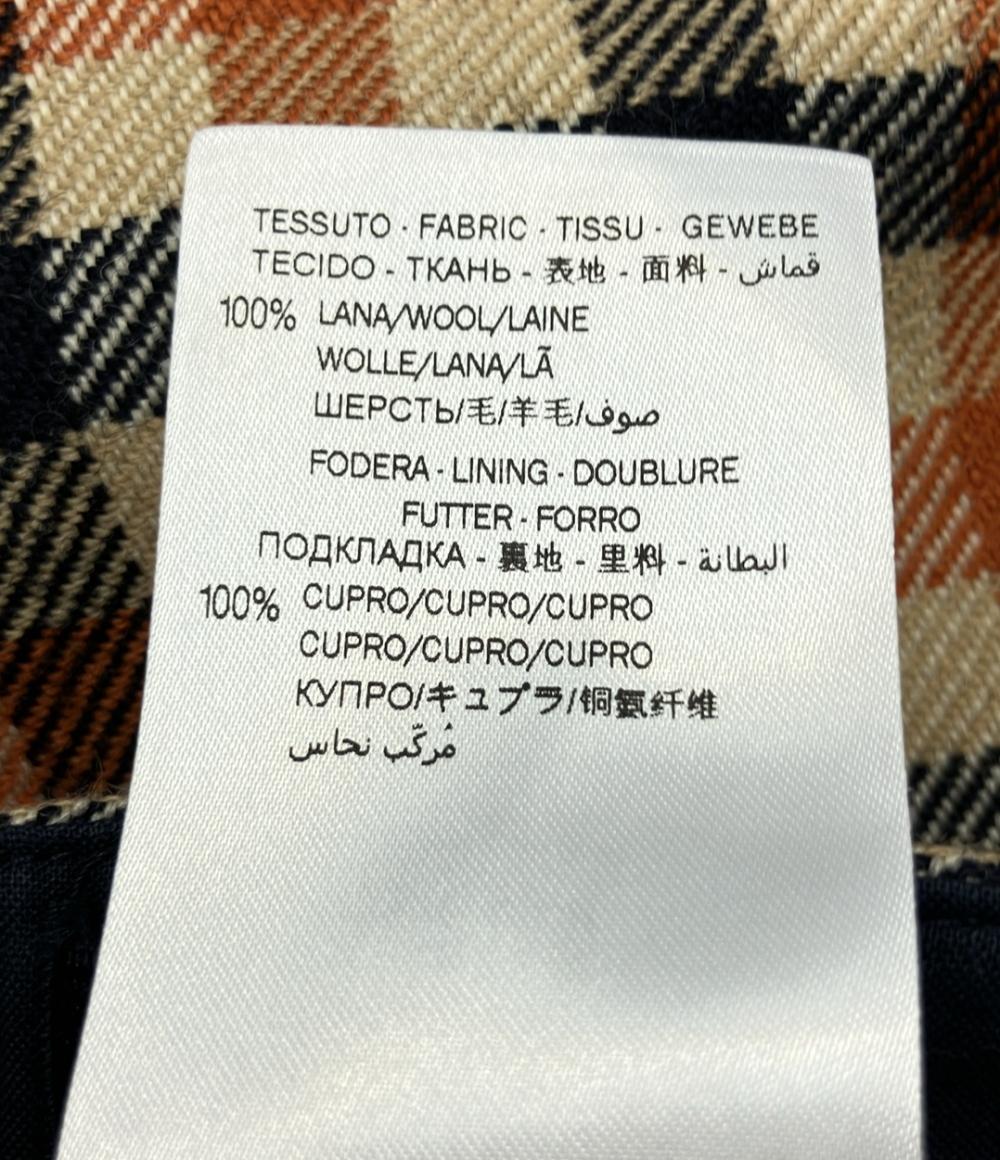 TESSUTO · FABRIC · TISSU · GEWEBE
TECIDO - ТКАНЬ - 表地 - 面料 - قماش
100% LANA/WOOL/LAINE
WOLLE/LANA/LÃ
ШЕРСТЬ/毛/羊毛/صوف
FODERA · LINING · DOUBLURE
FUTTER · FORRO
ПОДКЛАДКА - 裏地 - 里料 - البطانة
100% CUPRO/CUPRO/CUPRO
CUPRO/CUPRO/CUPRO
КУПРО/キュプラ/铜氨纤维
مُركّب نحاس